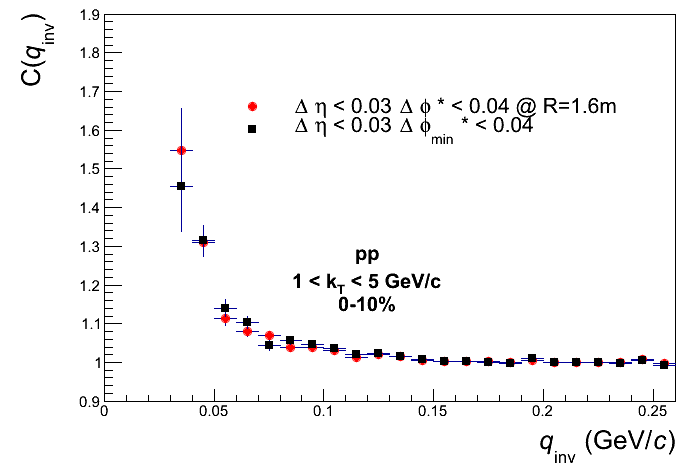 C(q_inv)
1.9
1.8
1.7
1.6
1.5
1.4
1.3
1.2
1.1
1
0.9
Δ η < 0.03 Δ ϕ * < 0.04 @ R=1.6m
Δ η < 0.03 Δ ϕ_min * < 0.04
pp
1 < k_T < 5 GeV/c
0-10%
0 0.05 0.1 0.15 0.2 0.25
q_inv (GeV/c)